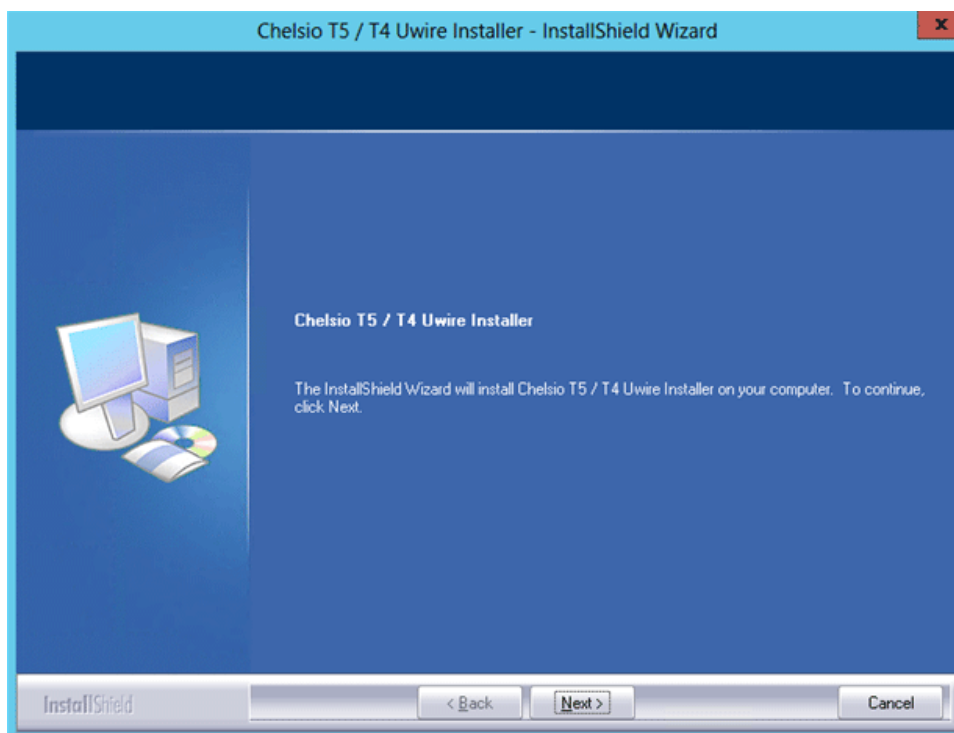 Chelsio T5 / T4 Uwire Installer - InstallShield Wizard
x
Chelsio T5 / T4 Uwire Installer
The InstallShield Wizard will install Chelsio T5 / T4 Uwire Installer on your computer. To continue,
click Next.
InstallShield
< Back
Next >
Cancel